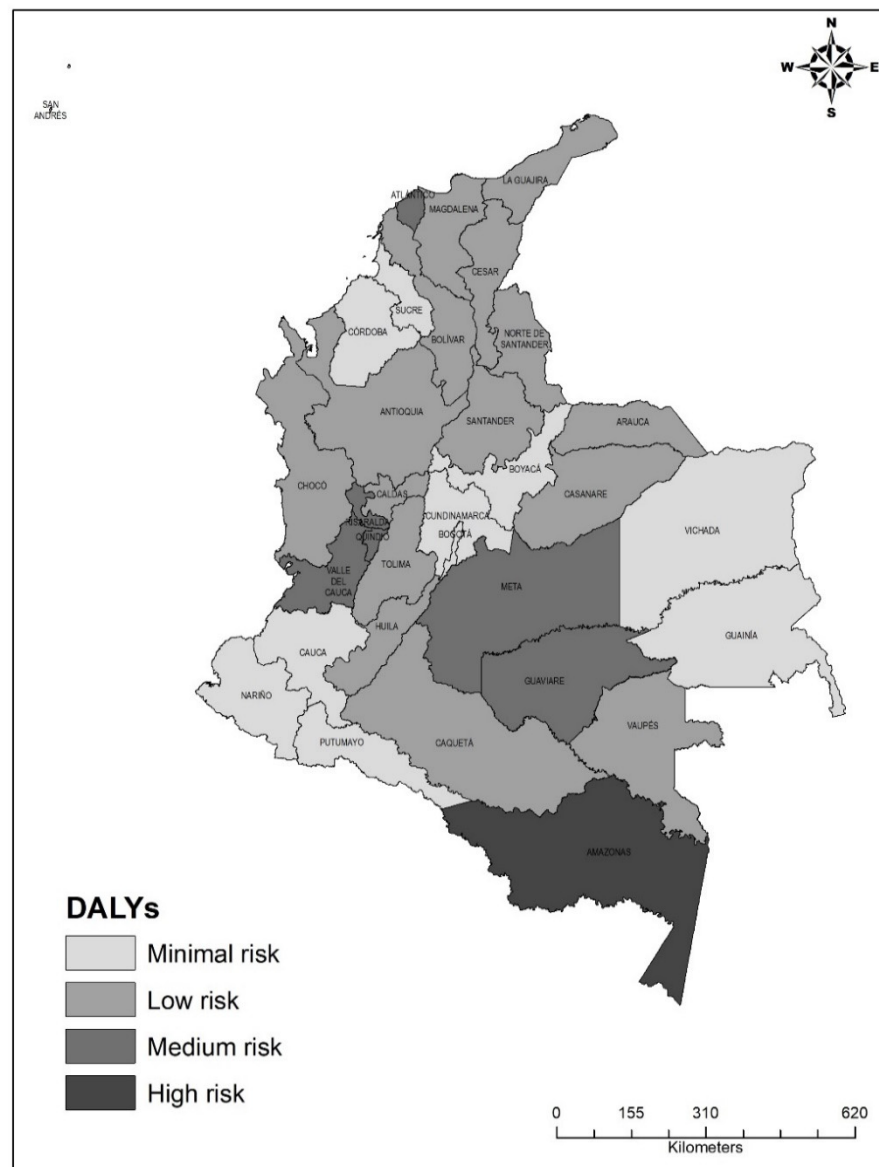 N
W E
S
SAN
ANDRÉS
LA GUAJIRA
ATLÁNTICO
MAGDALENA
CESAR
SUCRE
CÓRDOBA
BOLÍVAR
NORTE DE
SANTANDER
ANTIOQUIA
SANTANDER
ARAUCA
BOYACÁ
CHOCÓ
CALDAS
CASANARE
CUNDINAMARCA
RISARALDA
BOGOTÁ
QUINDIO
VICHADA
TOLIMA
VALLE
DEL
CAUCA
META
HUILA
GUAINÍA
CAUCA
GUAVIARE
NARIÑO
VAUPÉS
PUTUMAYO
CAQUETÁ
AMAZONAS
DALYs
Minimal risk
Low risk
Medium risk
High risk
0 155 310 620
Kilometers